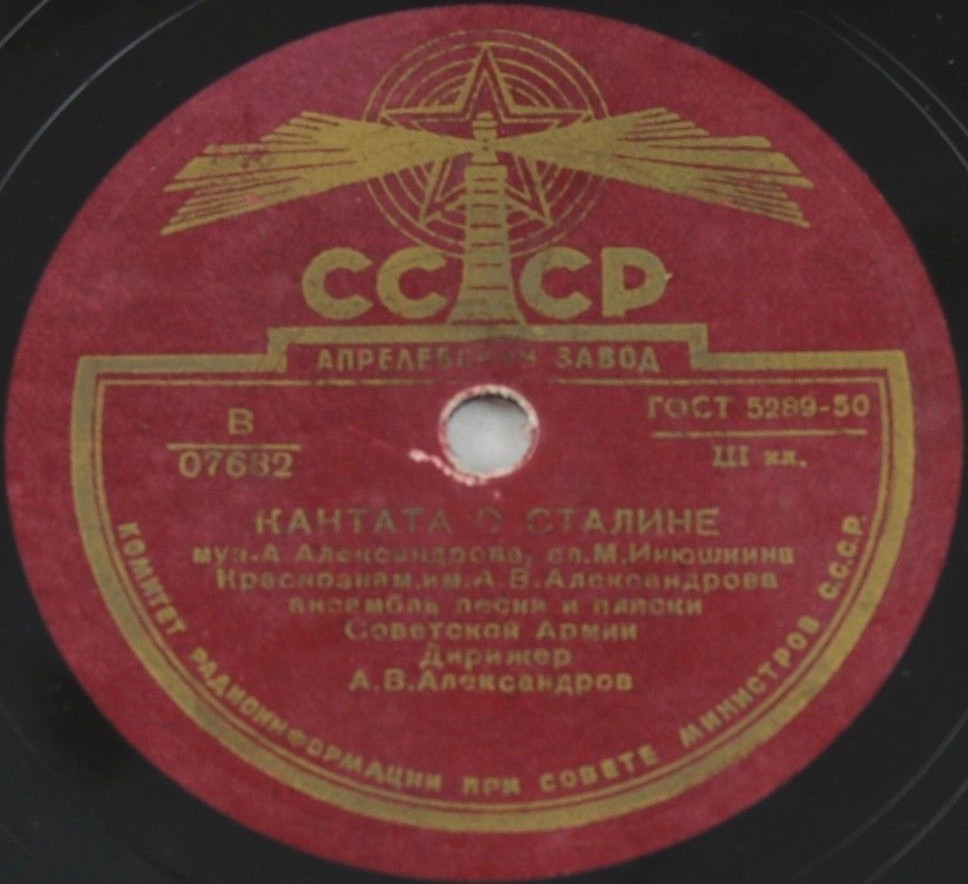 СССР
АПРЕЛЕВСКИЙ ЗАВОД
В
07682
ГОСТ 5289-50
III кл.
КАНТАТА О СТАЛИНЕ
муз. А. Александрова, сл. М. Инюшкина
Краснознам. им. А. В. Александрова
ансамбль песни и пляски
Советской Армии
Дирижер
А. В. Александров
КОМИТЕТ РАДИОИНФОРМАЦИИ ПРИ СОВЕТЕ МИНИСТРОВ С.С.С.Р.